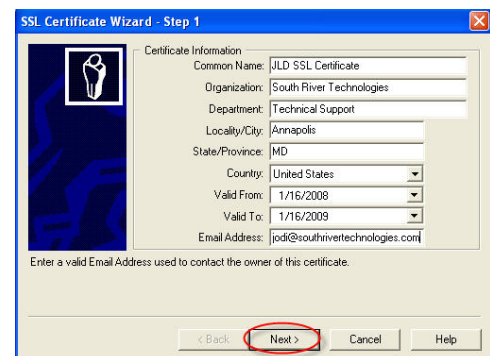 SSL Certificate Wizard - Step 1
Certificate Information
Common Name: JLD SSL Certificate
Organization: South River Technologies
Department: Technical Support
Locality/City: Annapolis
State/Province: MD
Country: United States
Valid From: 1/16/2008
Valid To: 1/16/2009
Email Address: jodi@southrivertechnologies.com
Enter a valid Email Address used to contact the owner of this certificate.
< Back Next > Cancel Help